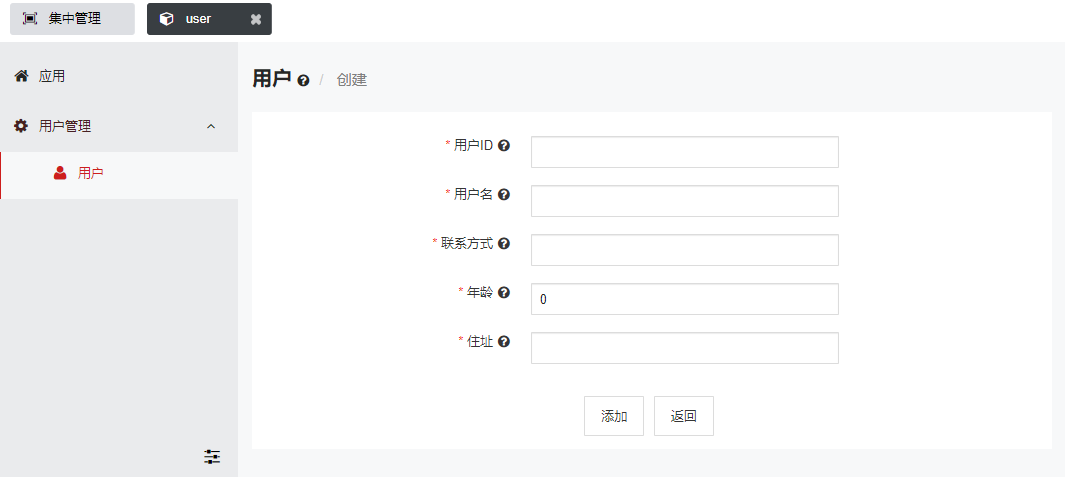 集中管理
user
应用
用户管理
用户
用户 / 创建
* 用户ID
* 用户名
* 联系方式
* 年龄
0
* 住址
添加
返回